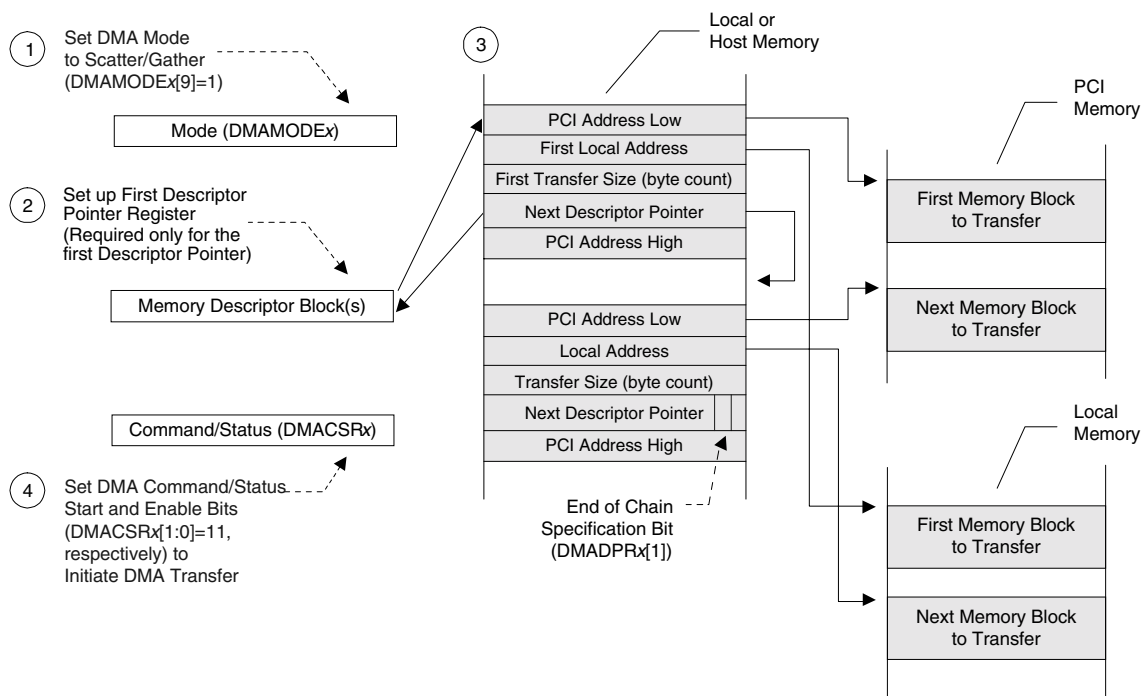 1
Set DMA Mode
to Scatter/Gather
(DMAMODEx[9]=1)
Mode (DMAMODEx)
2
Set up First Descriptor
Pointer Register
(Required only for the
first Descriptor Pointer)
Memory Descriptor Block(s)
Command/Status (DMACSRx)
4
Set DMA Command/Status
Start and Enable Bits
(DMACSRx[1:0]=11,
respectively) to
Initiate DMA Transfer
3
Local or
Host Memory
PCI Address Low
First Local Address
First Transfer Size (byte count)
Next Descriptor Pointer
PCI Address High
PCI Address Low
Local Address
Transfer Size (byte count)
Next Descriptor Pointer
PCI Address High
End of Chain
Specification Bit
(DMADPRx[1])
PCI
Memory
First Memory Block
to Transfer
Next Memory Block
to Transfer
Local
Memory
First Memory Block
to Transfer
Next Memory Block
to Transfer